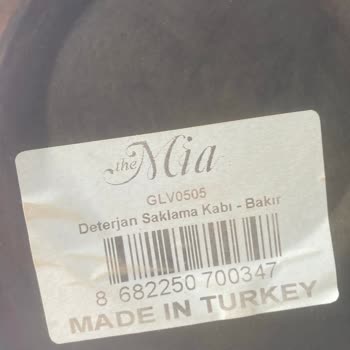 the Mia
GLV0505
Deterjan Saklama Kabı - Bakır
8 682250 700347
MADE IN TURKEY